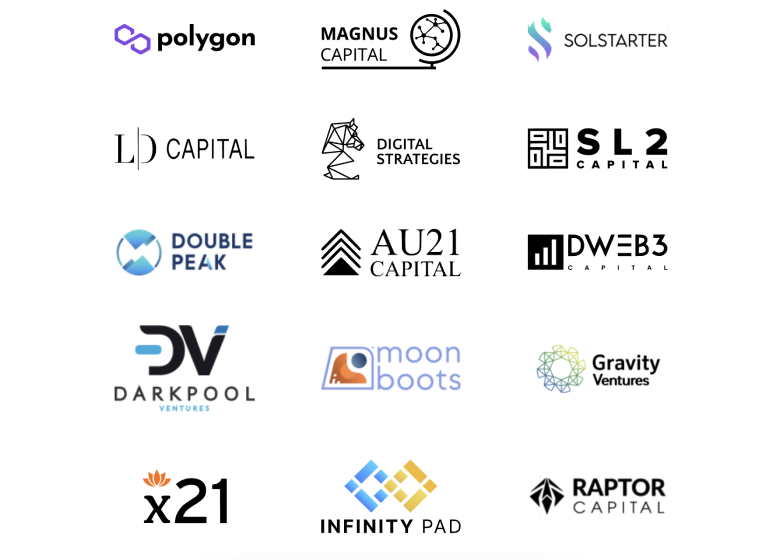 polygon
MAGNUS
CAPITAL
SOLSTARTER
LD CAPITAL
DIGITAL
STRATEGIES
SL2
CAPITAL
DOUBLE
PEAK
AU21
CAPITAL
DWEB3
CAPITAL
DV
DARKPOOL
VENTURES
moon
boots
Gravity
Ventures
x21
INFINITY PAD
RAPTOR
CAPITAL